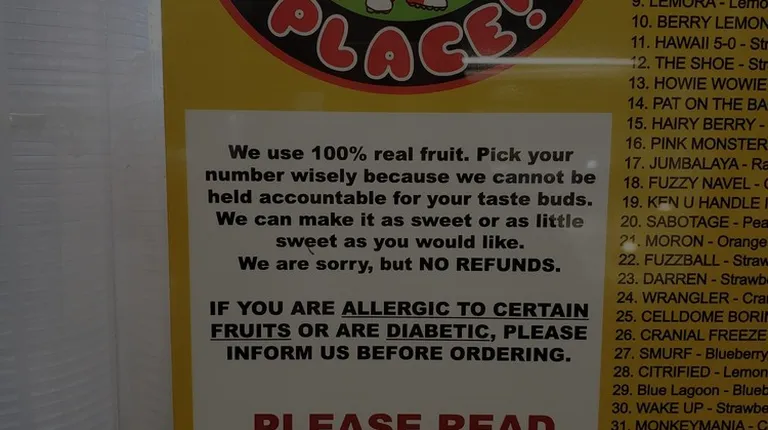 PLACE!
We use 100% real fruit. Pick your
number wisely because we cannot be
held accountable for your taste buds.
We can make it as sweet or as little
sweet as you would like.
We are sorry, but NO REFUNDS.
IF YOU ARE ALLERGIC TO CERTAIN
FRUITS OR ARE DIABETIC, PLEASE
INFORM US BEFORE ORDERING.
PLEASE READ
9. LEMORA -
10. BERRY LEMON
11. HAWAII 5-0 -
12. THE SHOE -
13. HOWIE WOWIE
14. PAT ON THE
15. HAIRY BERRY -
16. PINK MONSTER
17. JUMBALAYA -
18. FUZZY NAVEL -
19. KEN U HANDLE
20. SABOTAGE -
21. MORON - Orange
22. FUZZBALL -
23. DARREN -
24. WRANGLER -
25. CELLDOME
26. CRANIAL FREEZE
27. SMURF - Blueberry
28. CITRIFIED - Lemon
29. Blue Lagoon -
30. WAKE UP -
31. MONKEYMANIA -